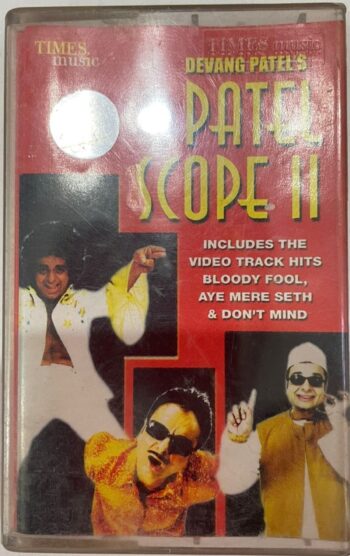 TIMES
music
TIMES music
DEVANG PATEL'S
PATEL
SCOPE II
INCLUDES THE
VIDEO TRACK HITS
BLOODY FOOL,
AYE MERE SETH
& DON'T MIND